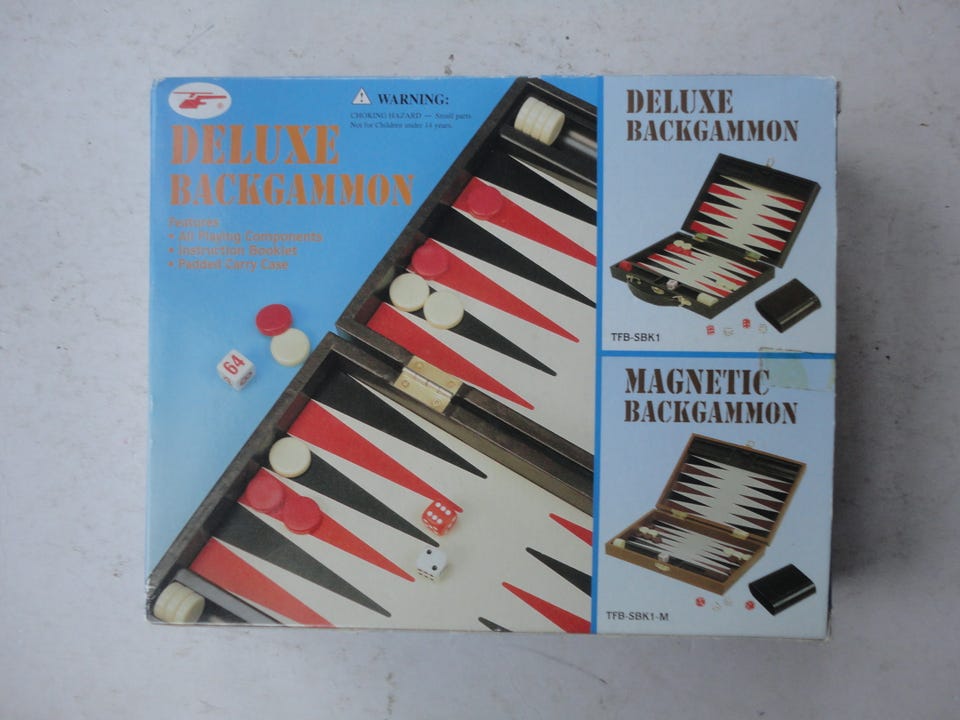 WARNING:
CHOKING HAZARD — Small parts
Not for Children under 14 years.
DELUXE
BACKGAMMON
Features
• All Playing Components
• Instruction Booklet
• Padded Carry Case
64
DELUXE
BACKGAMMON
TFB-SBK1
MAGNETIC
BACKGAMMON
TFB-SBK1-M